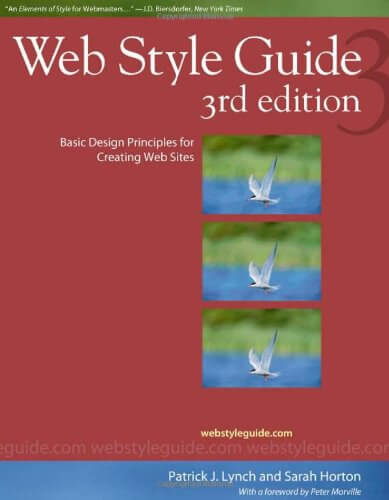 "An Elements of Style for Webmasters...."—J.D. Biersdorfer, New York Times
Web Style Guide
3
3rd edition
Basic Design Principles for
Creating Web Sites
webstyleguide.com
webstyleguide.com webstyleguide.com webstyleguide.com
Patrick J. Lynch and Sarah Horton
With a foreword by Peter Morville